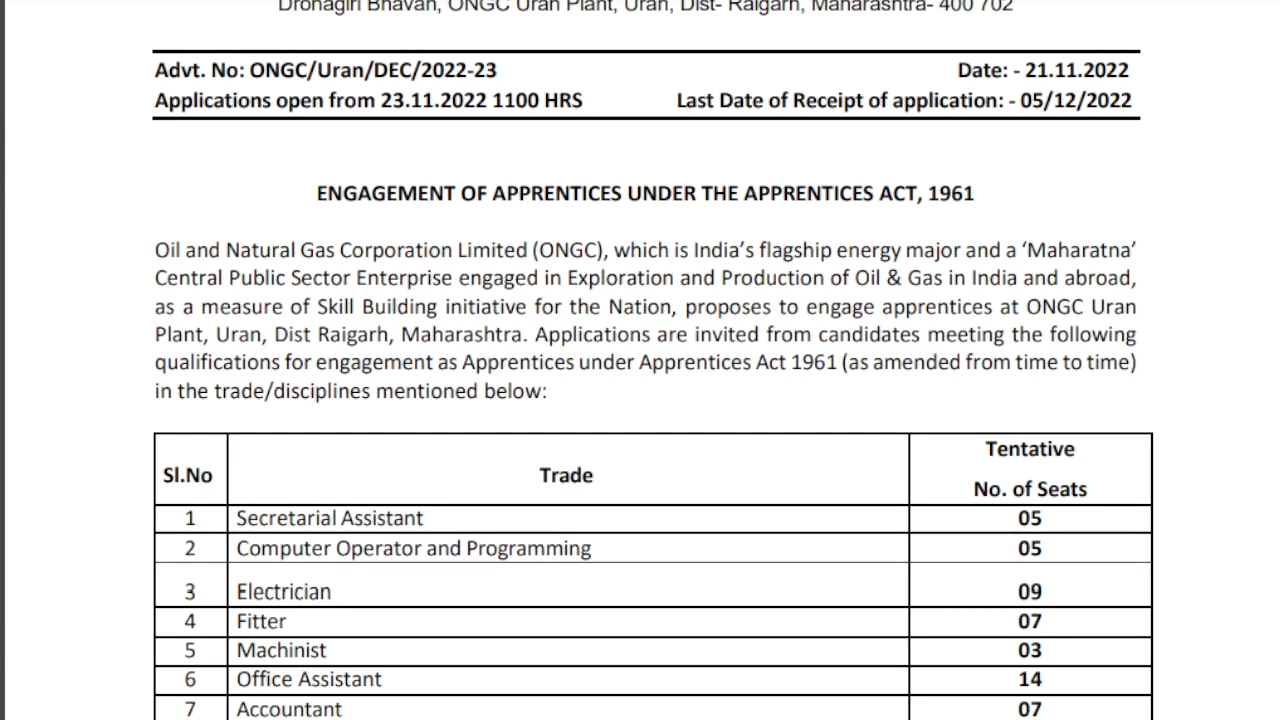 Dronagiri Bhavan, ONGC Uran Plant, Uran, Dist- Raigarh, Maharashtra- 400 702
Advt. No: ONGC/Uran/DEC/2022-23 Date: - 21.11.2022
Applications open from 23.11.2022 1100 HRS Last Date of Receipt of application: - 05/12/2022
ENGAGEMENT OF APPRENTICES UNDER THE APPRENTICES ACT, 1961
Oil and Natural Gas Corporation Limited (ONGC), which is India’s flagship energy major and a ‘Maharatna’
Central Public Sector Enterprise engaged in Exploration and Production of Oil & Gas in India and abroad,
as a measure of Skill Building initiative for the Nation, proposes to engage apprentices at ONGC Uran
Plant, Uran, Dist Raigarh, Maharashtra. Applications are invited from candidates meeting the following
qualifications for engagement as Apprentices under Apprentices Act 1961 (as amended from time to time)
in the trade/disciplines mentioned below:
Sl.No Trade Tentative
No. of Seats
1 Secretarial Assistant 05
2 Computer Operator and Programming 05
3 Electrician 09
4 Fitter 07
5 Machinist 03
6 Office Assistant 14
7 Accountant 07